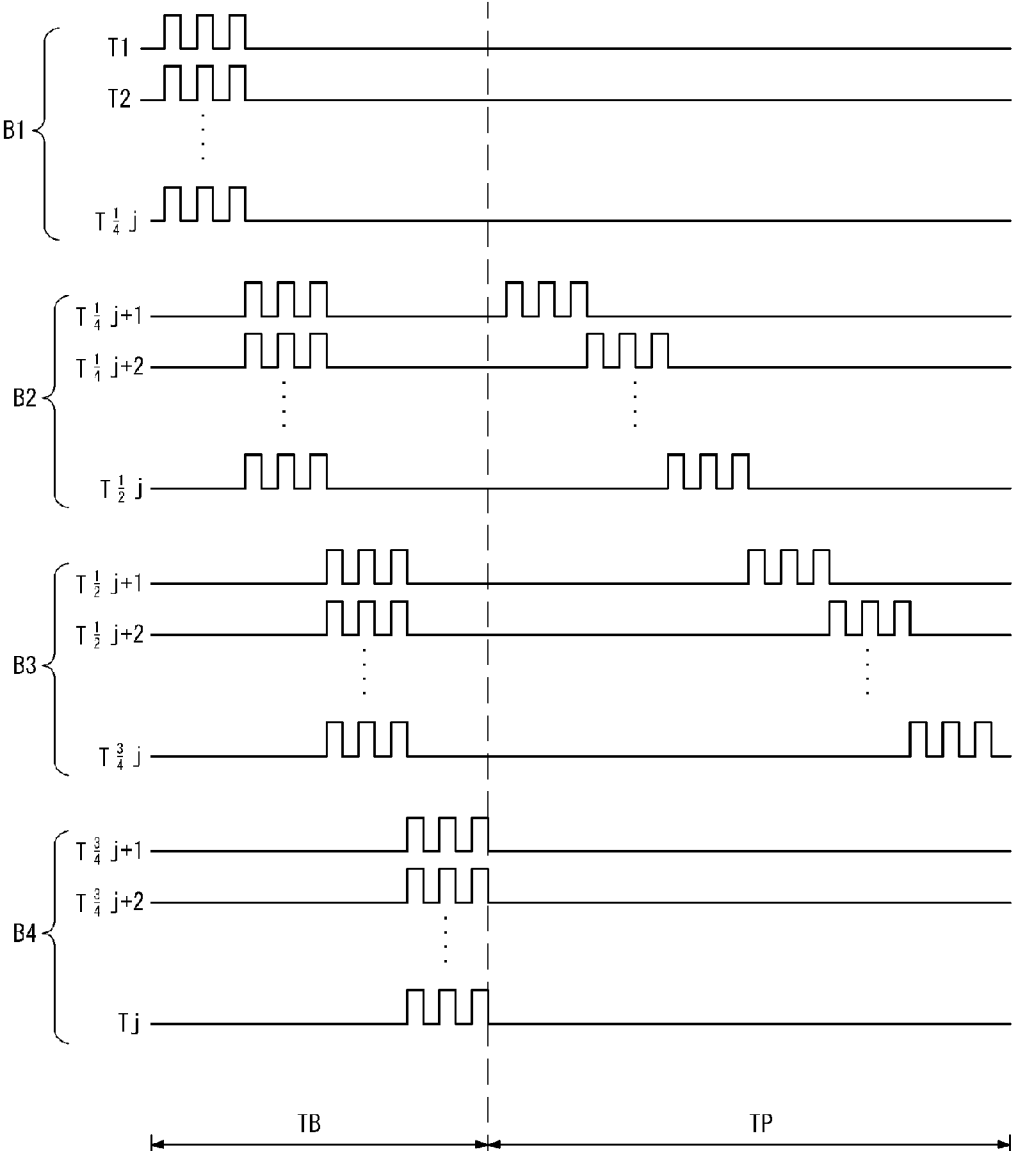 T1
T2
B1
T 1/4 j
T 1/4 j+1
T 1/4 j+2
B2
T 1/2 j
T 1/2 j+1
T 1/2 j+2
B3
T 3/4 j
T 3/4 j+1
T 3/4 j+2
B4
Tj
TB TP